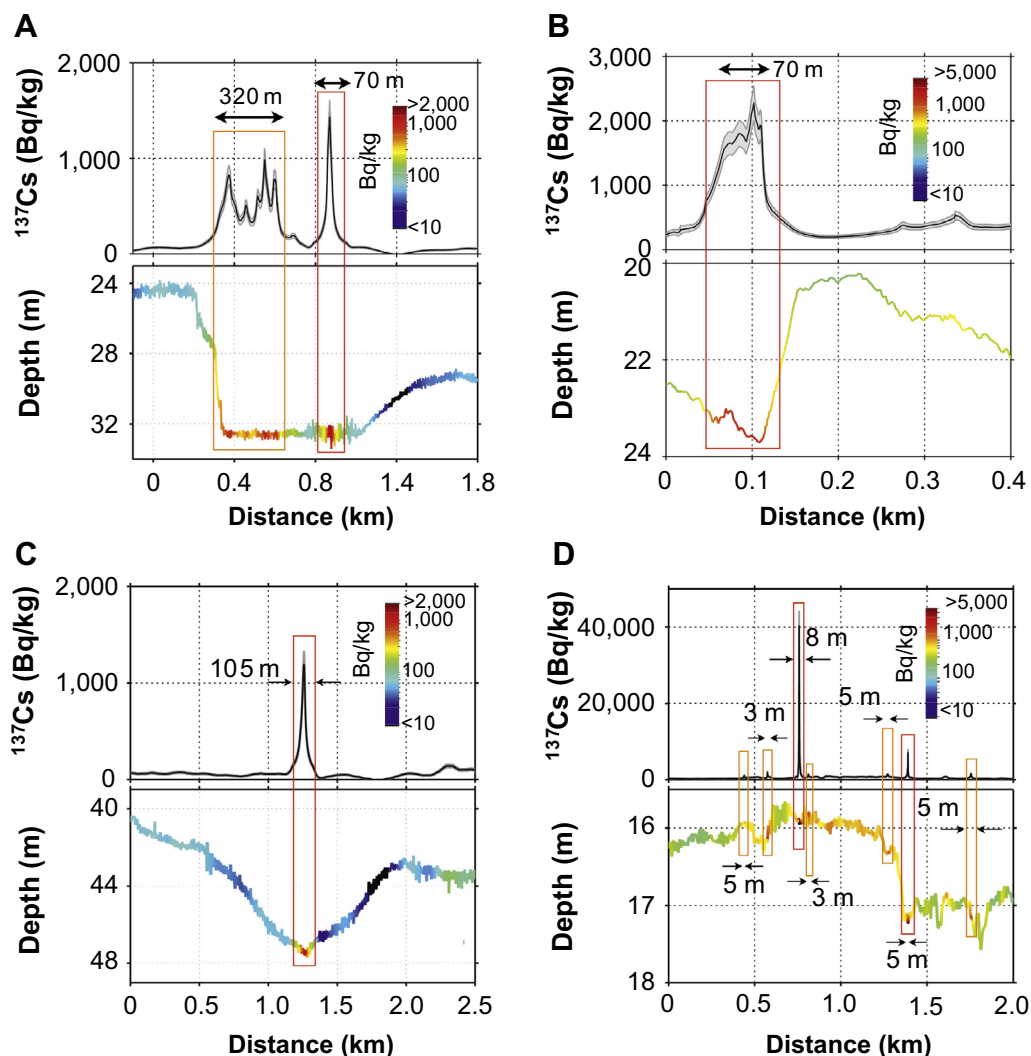 A
2,000
1,000
0
¹³⁷Cs (Bq/kg)
320 m
70 m
>2,000
1,000
100
<10
Bq/kg
24
28
32
Depth (m)
0
0.4
0.8
1.4
1.8
Distance (km)
B
3,000
2,000
1,000
0
¹³⁷Cs (Bq/kg)
70 m
>5,000
1,000
100
<10
Bq/kg
20
22
24
Depth (m)
0.0
0.1
0.2
0.3
0.4
Distance (km)
C
2,000
1,000
0
¹³⁷Cs (Bq/kg)
105 m
>2,000
1,000
100
<10
Bq/kg
40
44
48
Depth (m)
0
0.5
1.0
1.5
2.0
2.5
Distance (km)
D
40,000
20,000
0
¹³⁷Cs (Bq/kg)
8 m
5 m
3 m
>5,000
1,000
100
<10
Bq/kg
16
17
18
Depth (m)
5 m
5 m
3 m
5 m
0
0.5
1.0
1.5
2.0
Distance (km)